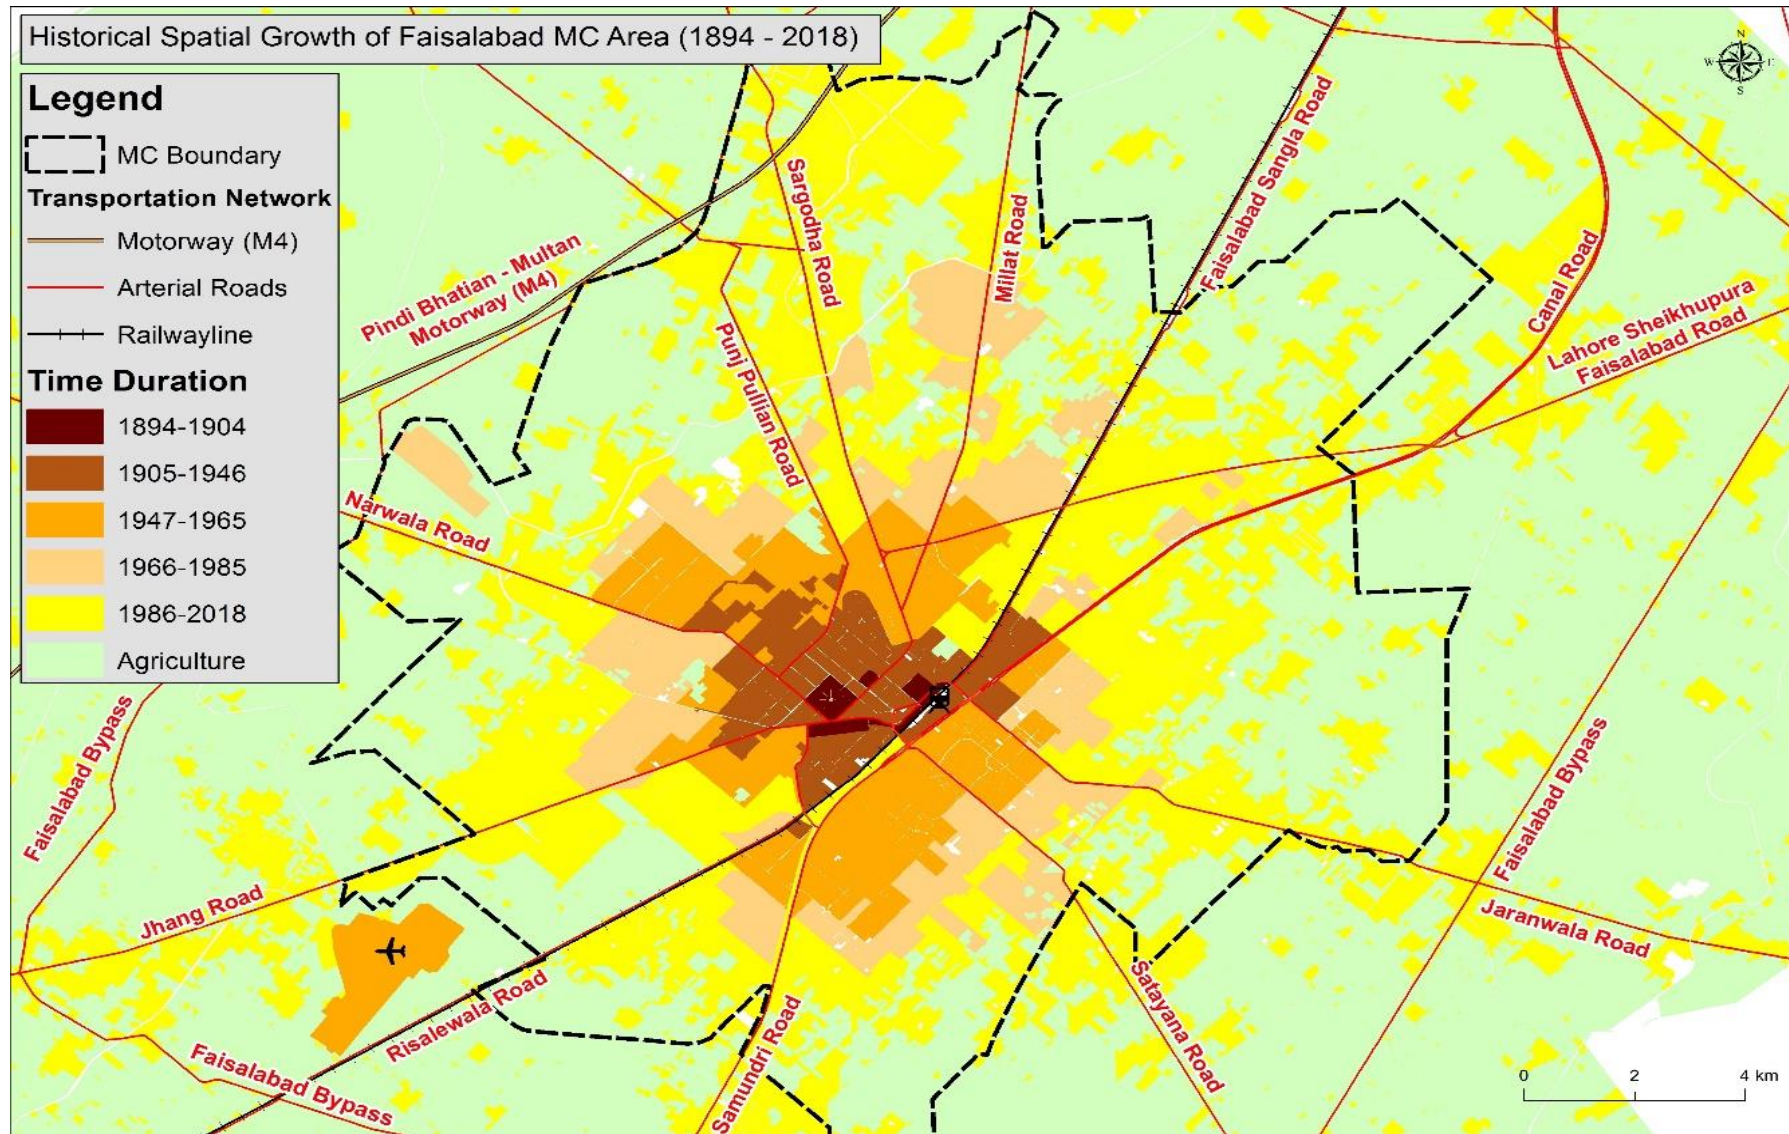 Historical Spatial Growth of Faisalabad MC Area (1894 - 2018)
Legend
MC Boundary
Transportation Network
Motorway (M4)
Arterial Roads
Railwayline
Time Duration
1894-1904
1905-1946
1947-1965
1966-1985
1986-2018
Agriculture
N
W
E
S
Pindi Bhatian - Multan
Motorway (M4)
Sargodha Road
Millat Road
Faisalabad Sangla Road
Canal Road
Lahore Sheikhupura
Faisalabad Road
Punj Pullian Road
Narwala Road
Faisalabad Bypass
Jhang Road
Risalewala Road
Faisalabad Bypass
Samundri Road
Satayana Road
Jaranwala Road
Faisalabad Bypass
0 2 4 km